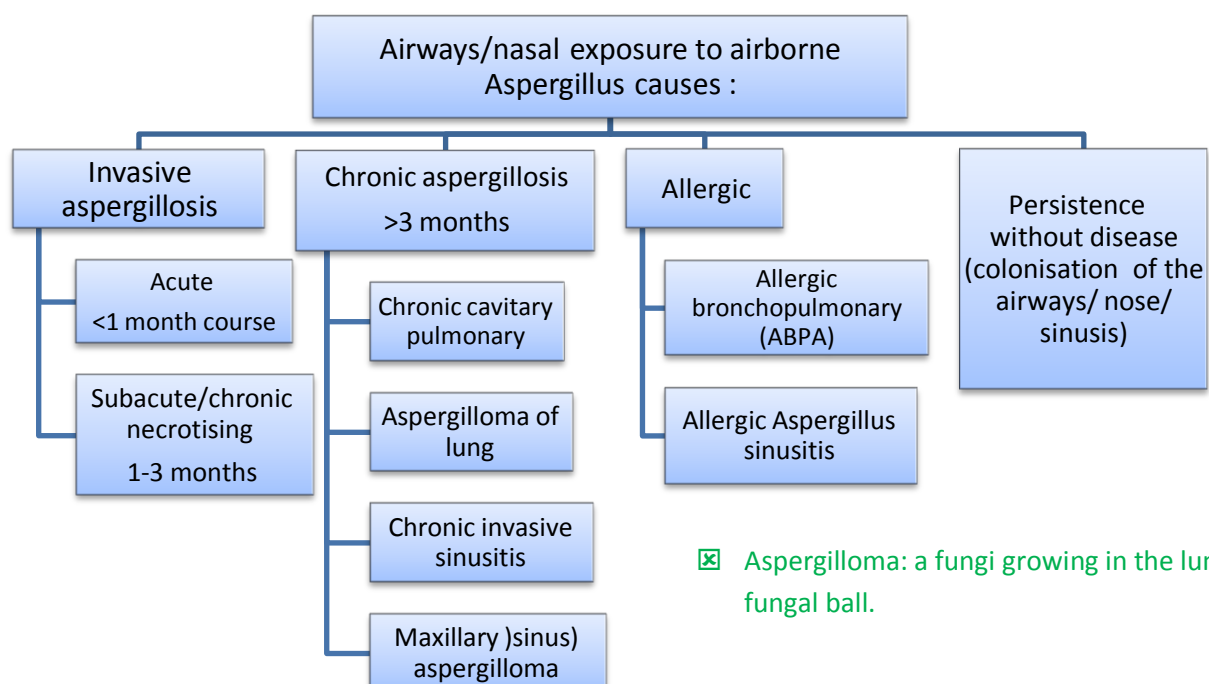 Airways/nasal exposure to airborne
Aspergillus causes :
Invasive
aspergillosis
Acute
<1 month course
Subacute/chronic
necrotising
1-3 months
Chronic aspergillosis
>3 months
Chronic cavitary
pulmonary
Aspergilloma of
lung
Chronic invasive
sinusitis
Maxillary )sinus)
aspergilloma
Allergic
Allergic
bronchopulmonary
(ABPA)
Allergic Aspergillus
sinusitis
Persistence
without disease
(colonisation of the
airways/ nose/
sinusis)
Aspergilloma: a fungi growing in the
fungal ball.